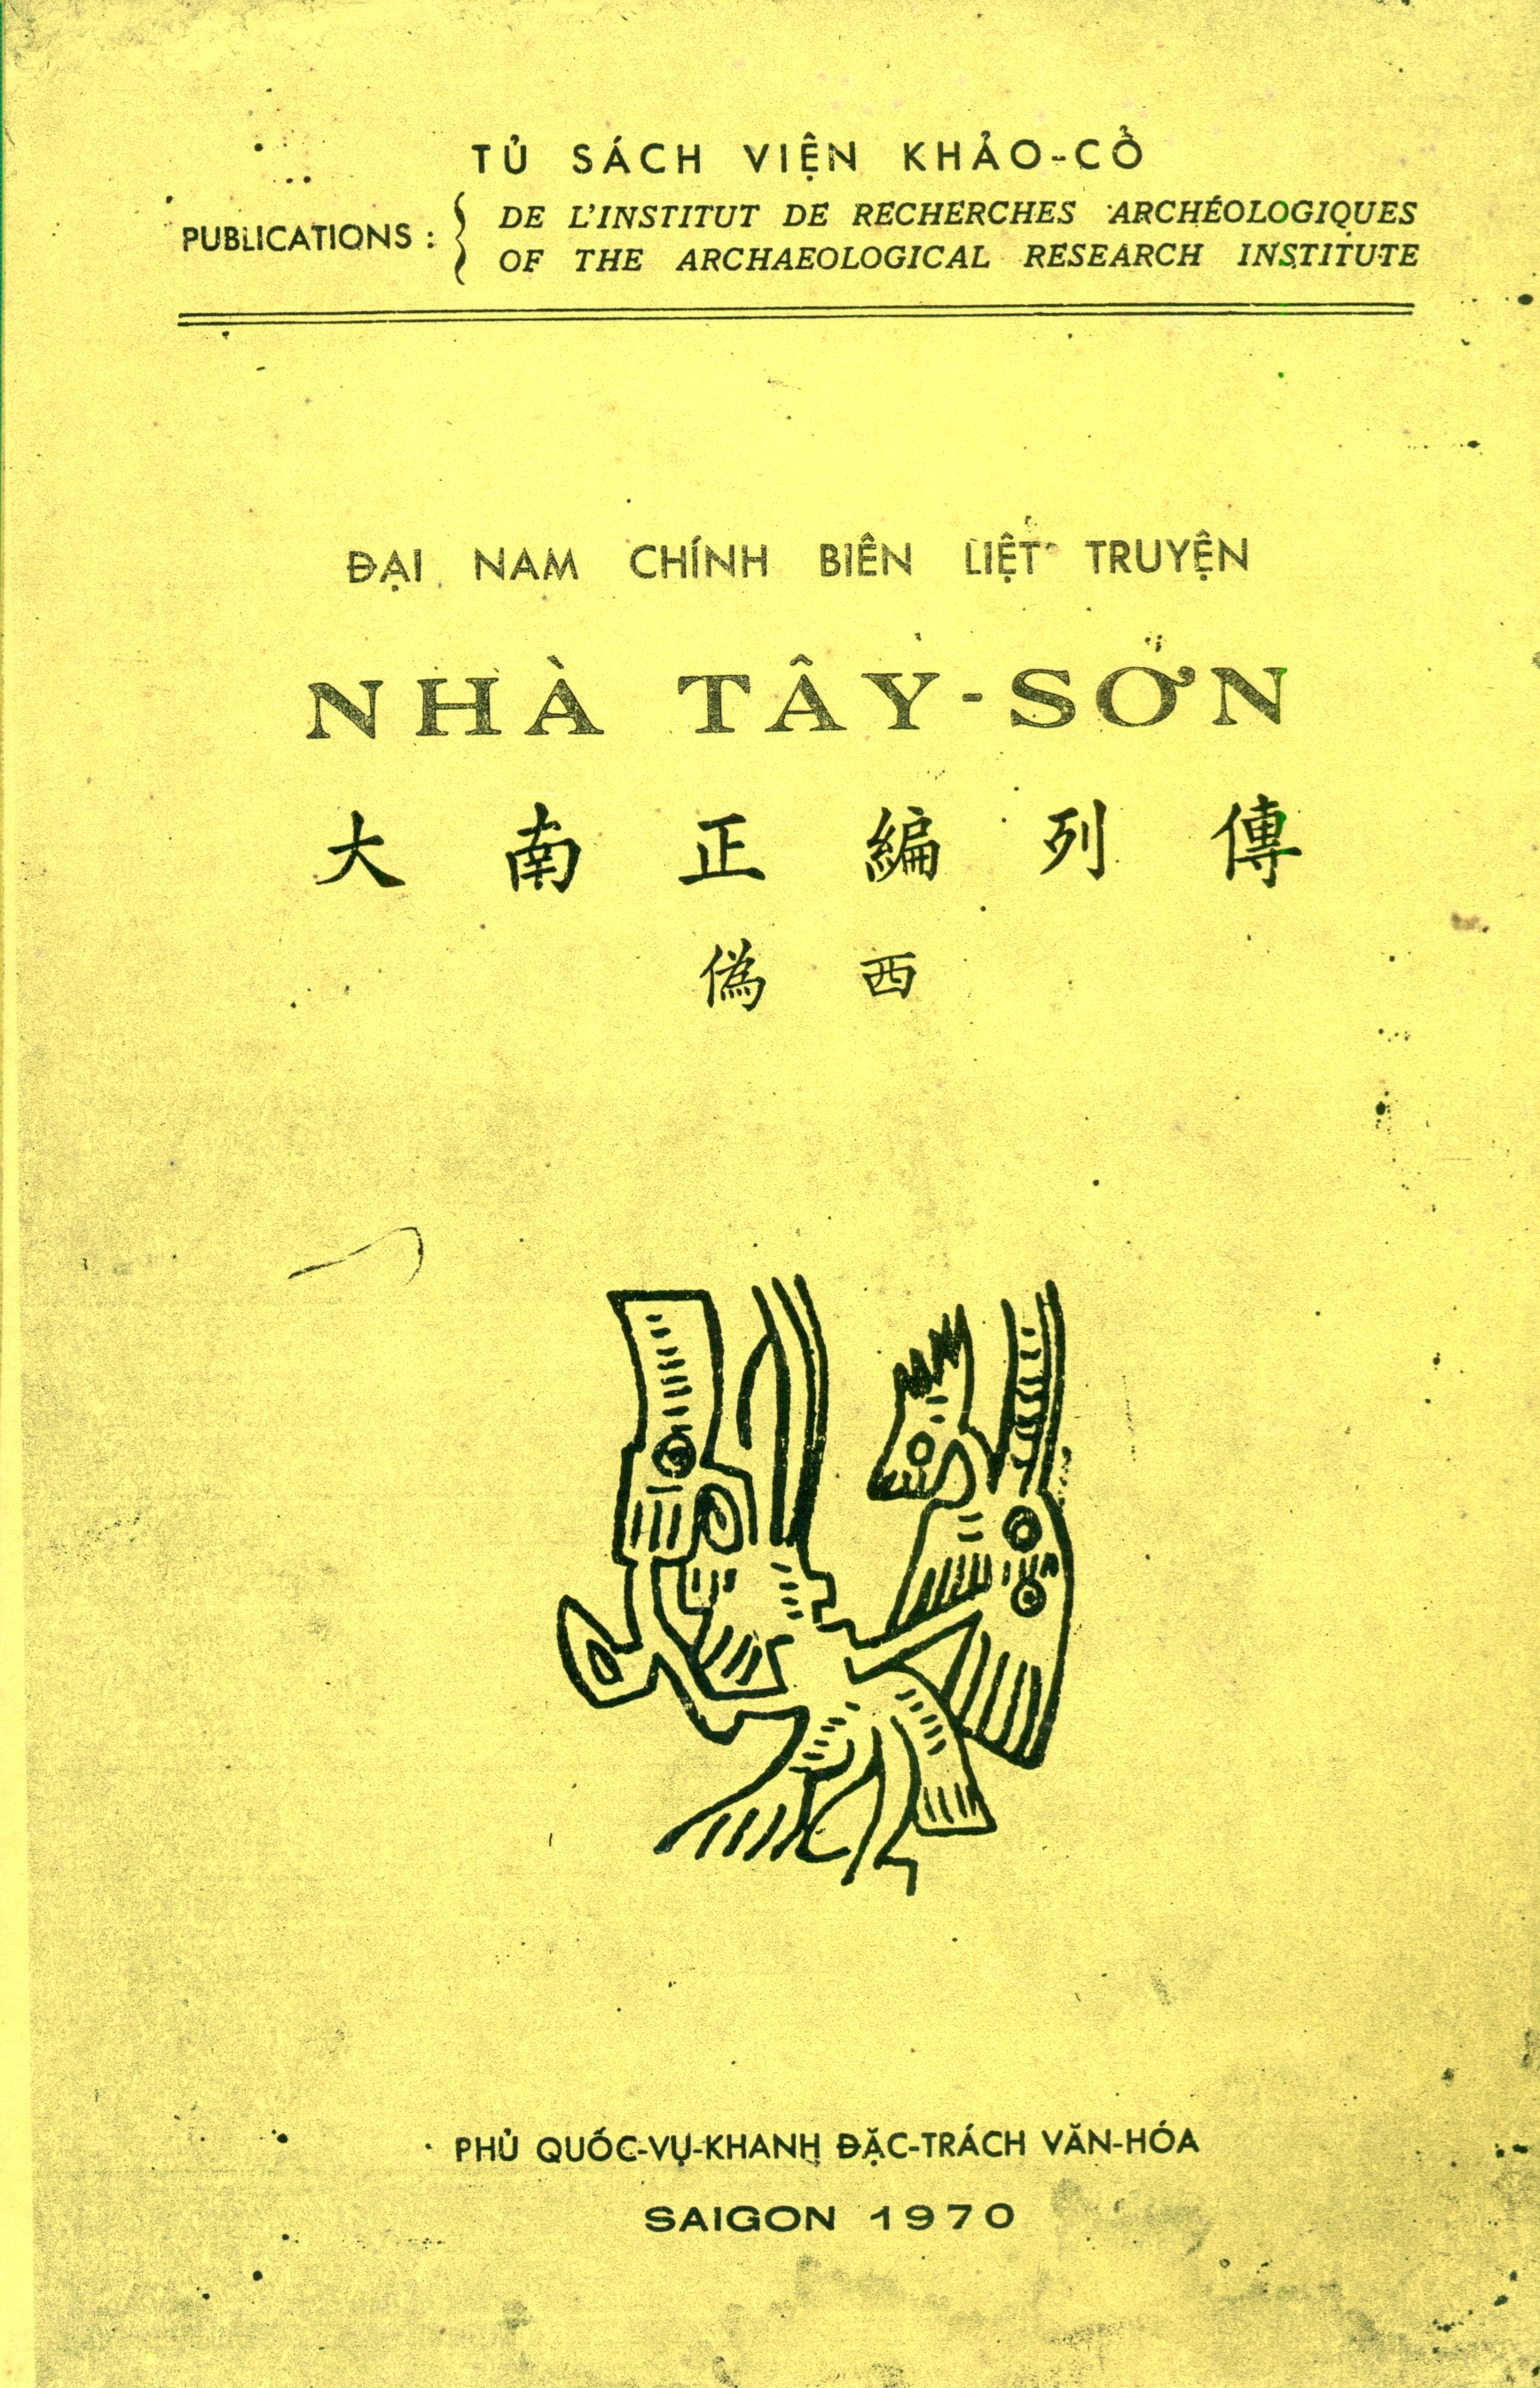 TỦ SÁCH VIỆN KHẢO-CỔ
PUBLICATIONS : { DE L'INSTITUT DE RECHERCHES ARCHÉOLOGIQUES
OF THE ARCHAEOLOGICAL RESEARCH INSTITUTE
ĐẠI NAM CHÍNH BIÊN LIỆT TRUYỆN
NHÀ TÂY-SƠN
大南正編列傳
偽西
PHỦ QUỐC-VỤ-KHANH ĐẶC-TRÁCH VĂN-HÓA
SAIGON 1970